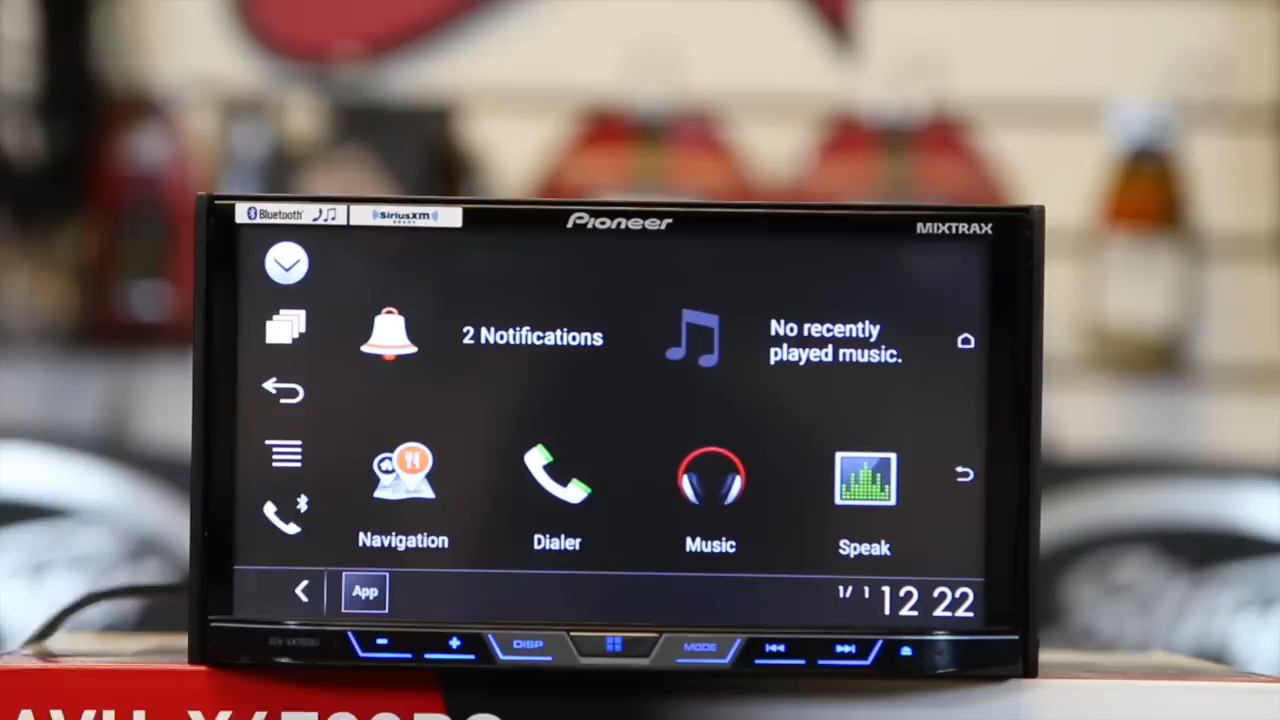 Bluetooth
SiriusXM
READY
Pioneer
MIXTRAX
2 Notifications
No recently
played music.
Navigation
Dialer
Music
Speak
App
1/ 1
12 22
DISP
MODE